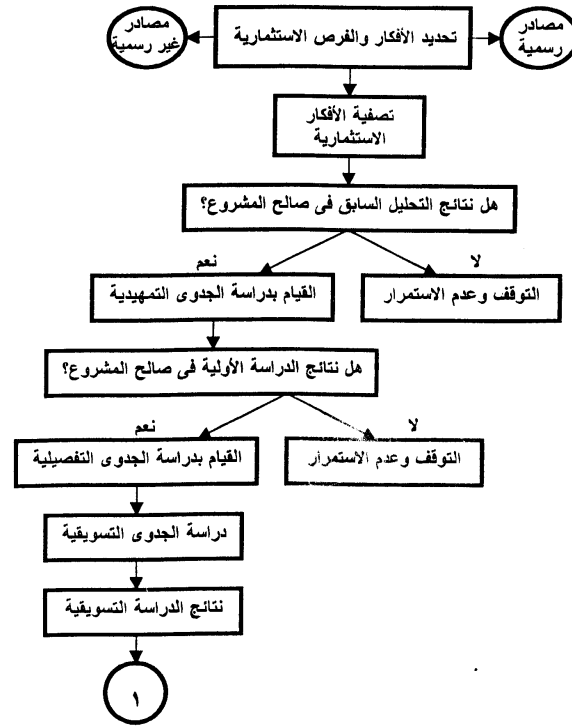 مصادر
رسمية
تحديد الأفكار والفرص الاستثمارية
مصادر
غير رسمية
تصفية الأفكار
الاستثمارية
هل نتائج التحليل السابق فى صالح المشروع؟
لا
نعم
التوقف وعدم الاستمرار
القيام بدراسة الجدوى التمهيدية
هل نتائج الدراسة الأولية فى صالح المشروع؟
لا
نعم
التوقف وعدم الاستمرار
القيام بدراسة الجدوى التفصيلية
دراسة الجدوى التسويقية
نتائج الدراسة التسويقية
١